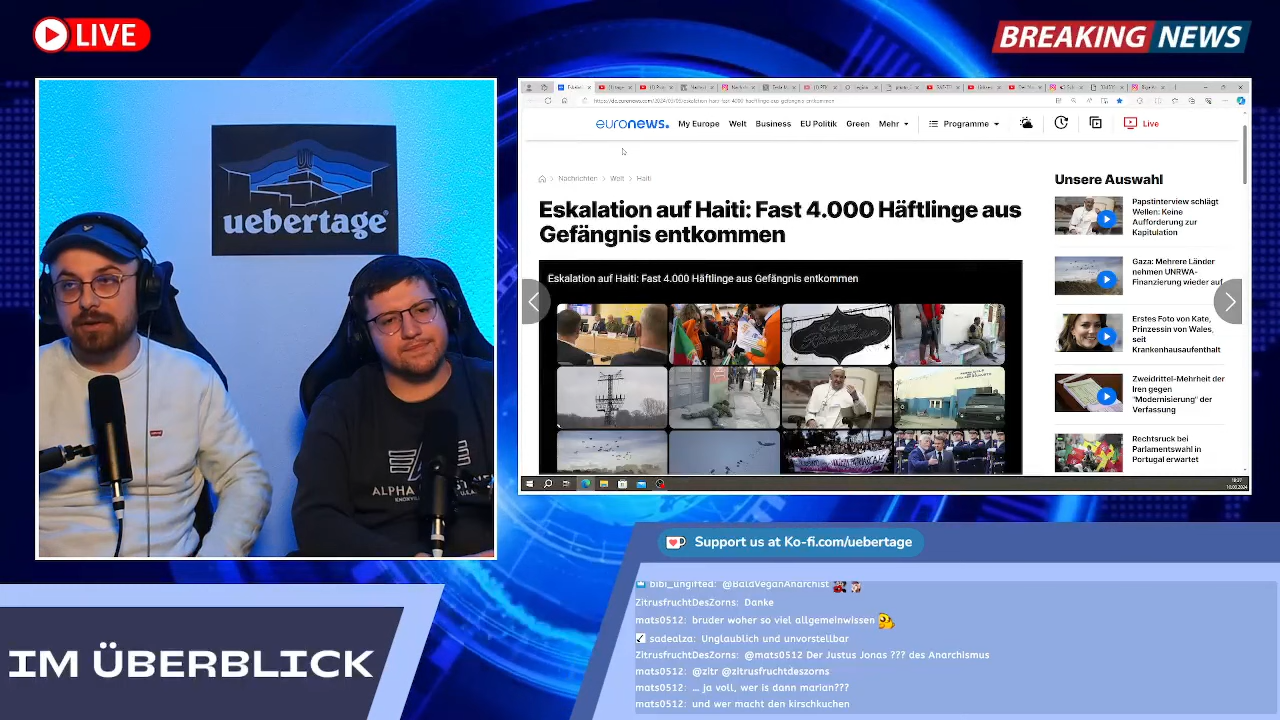 LIVE
BREAKING NEWS
uebertage
ALPHA
euronews.
My Europe Welt Business EU Politik Green Mehr Programme Live
Nachrichten > Welt > Haiti
Eskalation auf Haiti: Fast 4.000 Häftlinge aus
Gefängnis entkommen
Eskalation auf Haiti: Fast 4.000 Häftlinge aus Gefängnis entkommen
Unsere Auswahl
Papstinterview schlägt
Wellen: Keine
Aufforderung zur
Kapitulation
Gaza: Mehrere Länder
nehmen UNRWA-
Finanzierung wieder auf
Erstes Foto von Kate,
Prinzessin von Wales,
seit
Krankenhausaufenthalt
Zweidrittel-Mehrheit der
Iren gegen
"Modernisierung" der
Verfassung
Rechtsruck bei
Parlamentswahl in
Portugal erwartet
Support us at Ko-fi.com/uebertage
bibi_ungifted: @BaldVeganAnarchist
ZitrusfruchtDesZorns: Danke
mats0512: bruder woher so viel allgemeinwissen
sadealza: Unglaublich und unvorstellbar
ZitrusfruchtDesZorns: @mats0512 Der Justus Jonas ??? des Anarchismus
mats0512: @zitr @zitrusfruchtdeszorns
mats0512: ... ja voll, wer is dann marian???
mats0512: und wer macht den kirschkuchen
IM ÜBERBLICK